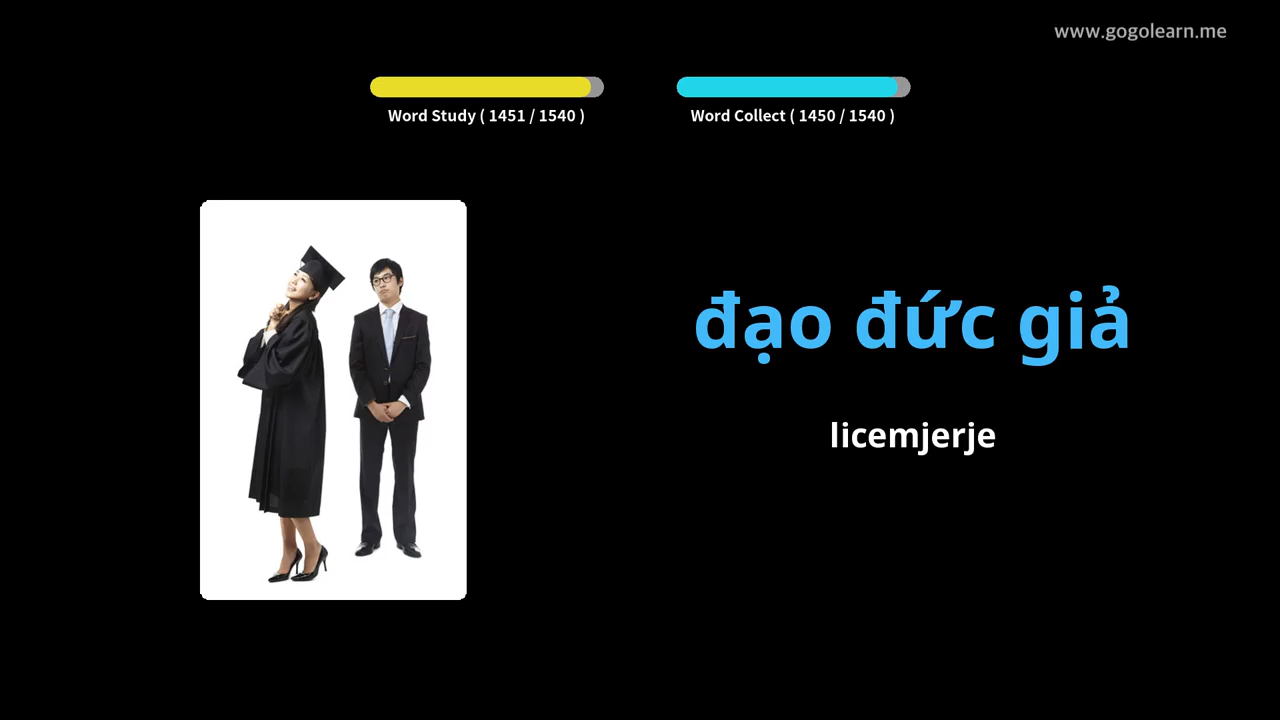 www.gogolearn.me
Word Study ( 1451 / 1540 )
Word Collect ( 1450 / 1540 )
đạo đức giả
licemjerje